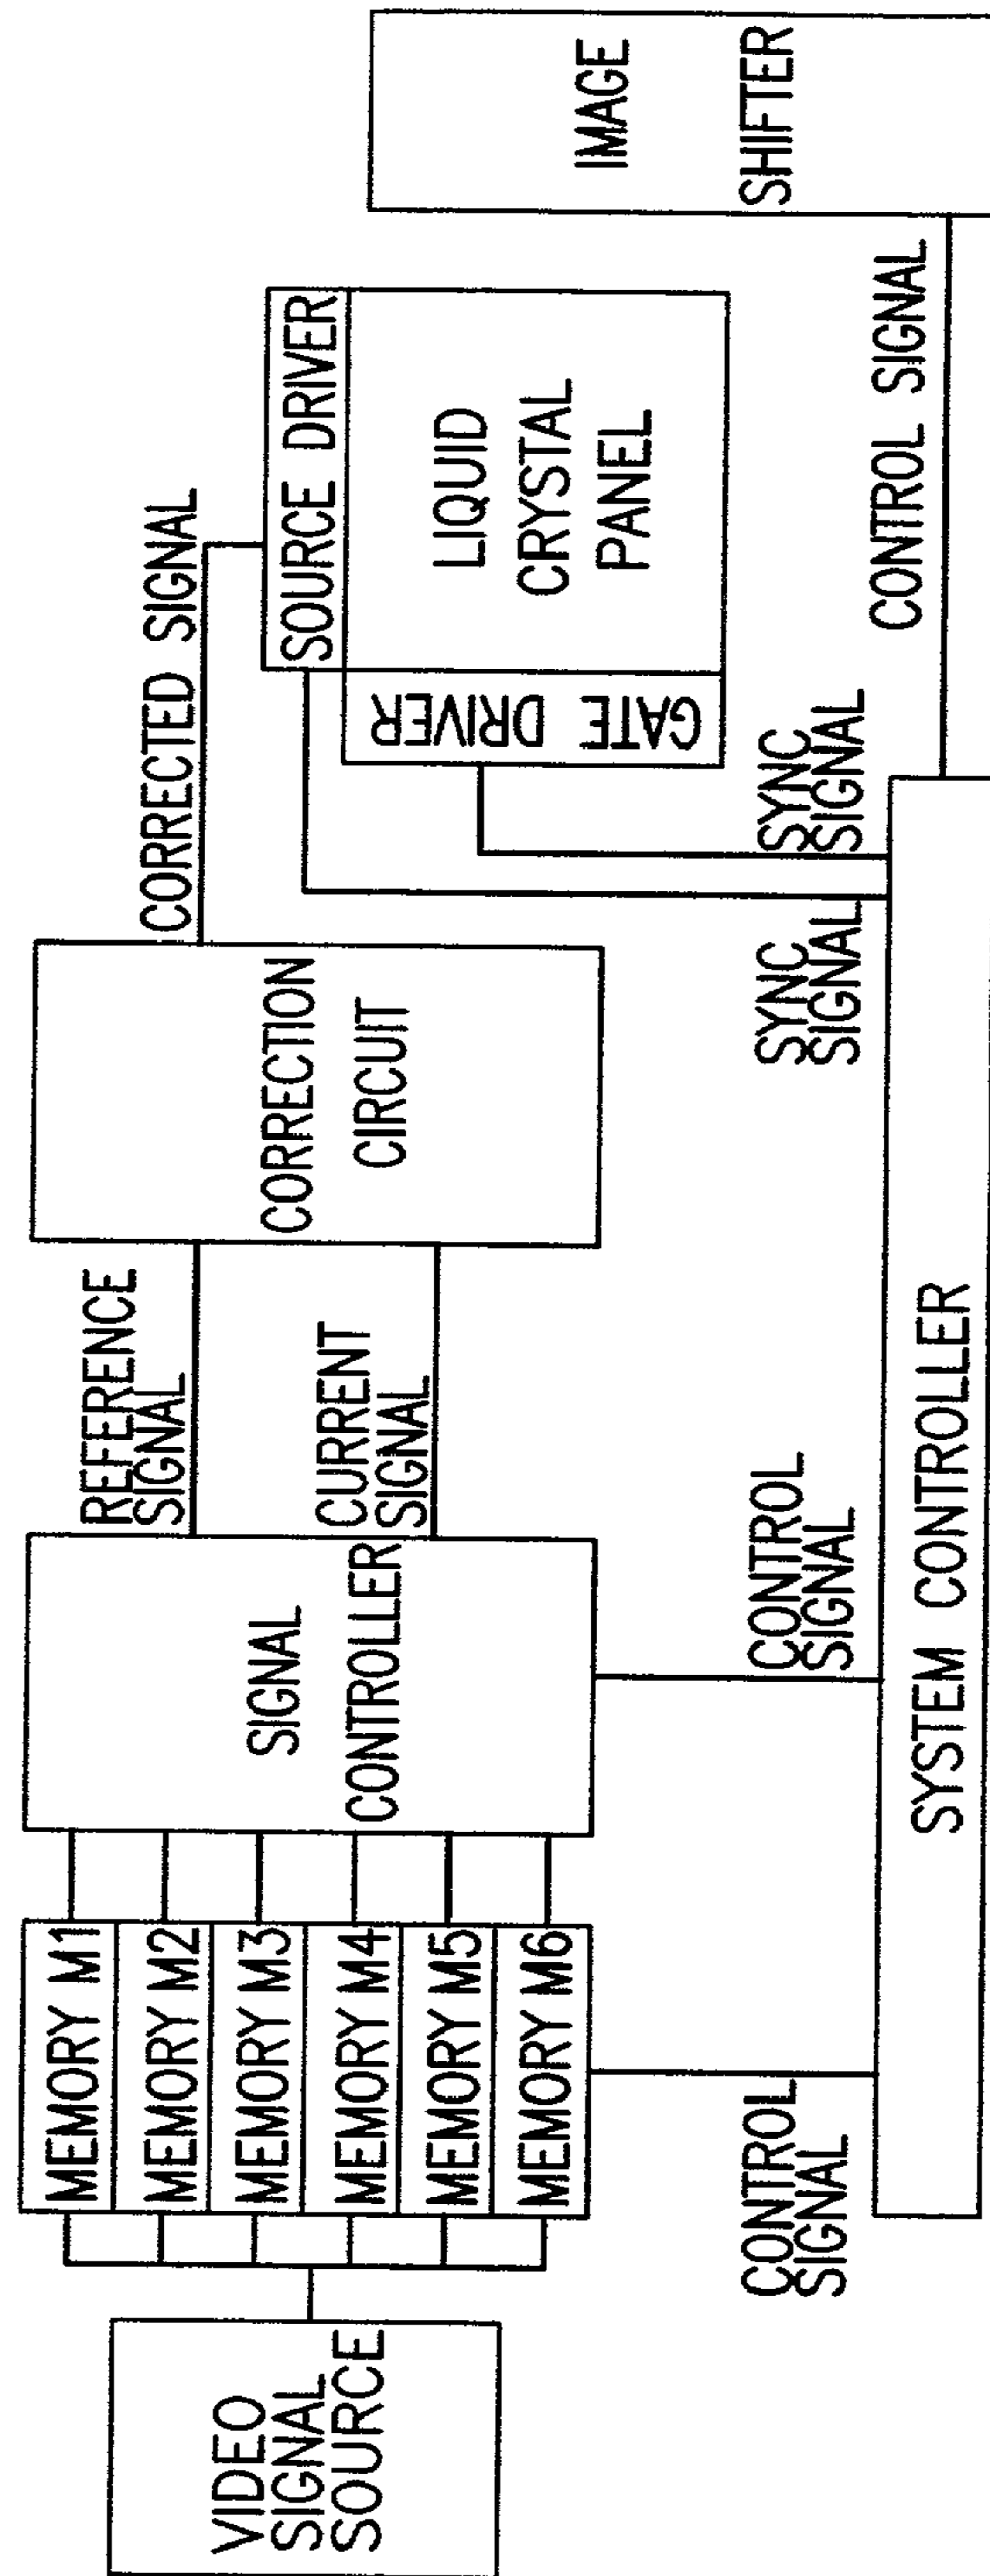 VIDEO
SIGNAL
SOURCE
MEMORY M1
MEMORY M2
MEMORY M3
MEMORY M4
MEMORY M5
MEMORY M6
SIGNAL
CONTROLLER
REFERENCE
SIGNAL
CURRENT
SIGNAL
CORRECTION
CIRCUIT
CORRECTED SIGNAL
SOURCE DRIVER
GATE DRIVER
LIQUID
CRYSTAL
PANEL
IMAGE
SHIFTER
CONTROL
SIGNAL
CONTROL
SIGNAL
SYNC
SIGNAL
SYNC
SIGNAL
CONTROL SIGNAL
SYSTEM CONTROLLER